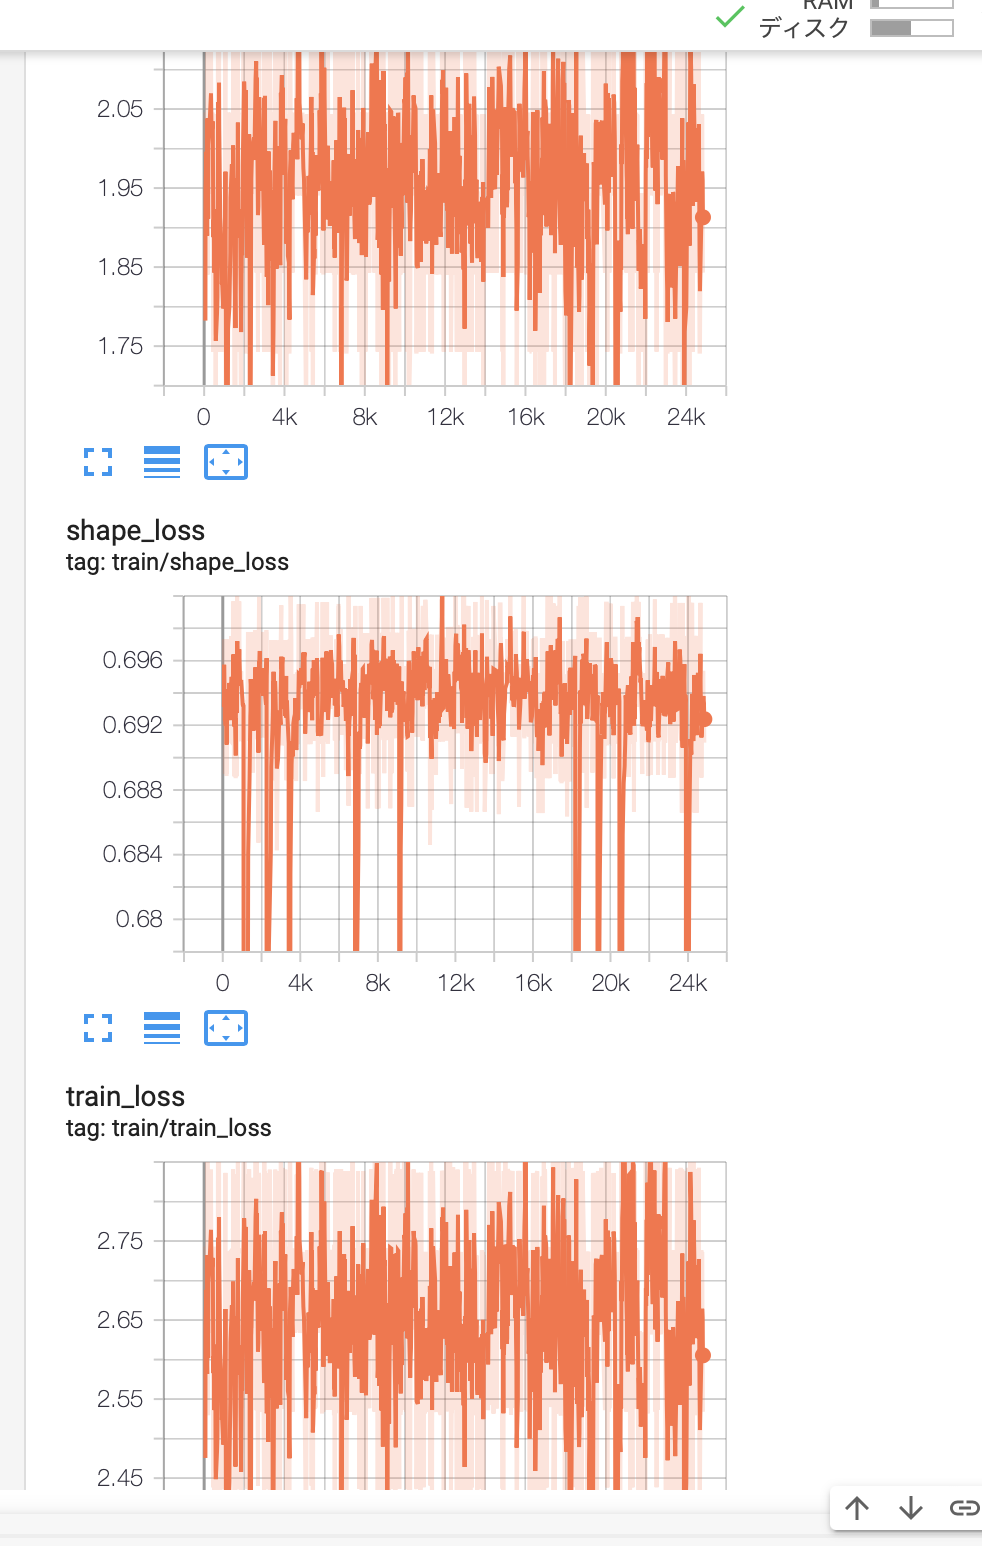 RAM
ディスク
2.05
1.95
1.85
1.75
0
4k
8k
12k
16k
20k
24k
shape_loss
tag: train/shape_loss
0.696
0.692
0.688
0.684
0.68
0
4k
8k
12k
16k
20k
24k
train_loss
tag: train/train_loss
2.75
2.65
2.55
2.45